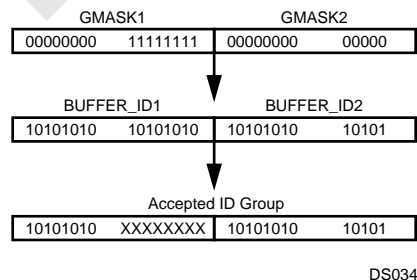 GMASK1 GMASK2
00000000 11111111 00000000 00000
BUFFER_ID1 BUFFER_ID2
10101010 10101010 10101010 10101
Accepted ID Group
10101010 XXXXXXXX 10101010 10101
DS034